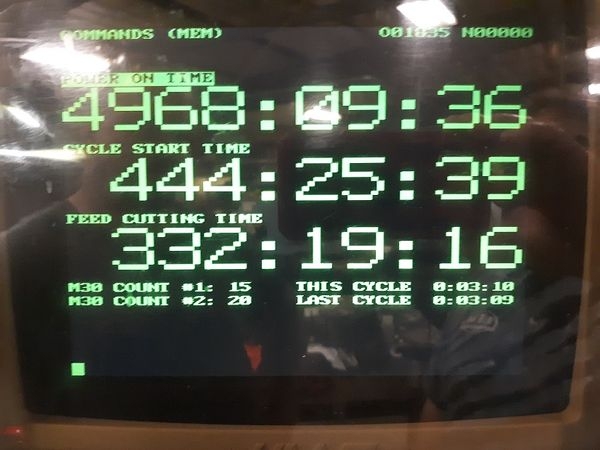 COMMANDS (MEM) O01835 N00000
POWER ON TIME
4968:09:36
CYCLE START TIME
444:25:39
FEED CUTTING TIME
332:19:16
M30 COUNT #1: 15 THIS CYCLE 0:03:10
M30 COUNT #2: 20 LAST CYCLE 0:03:09